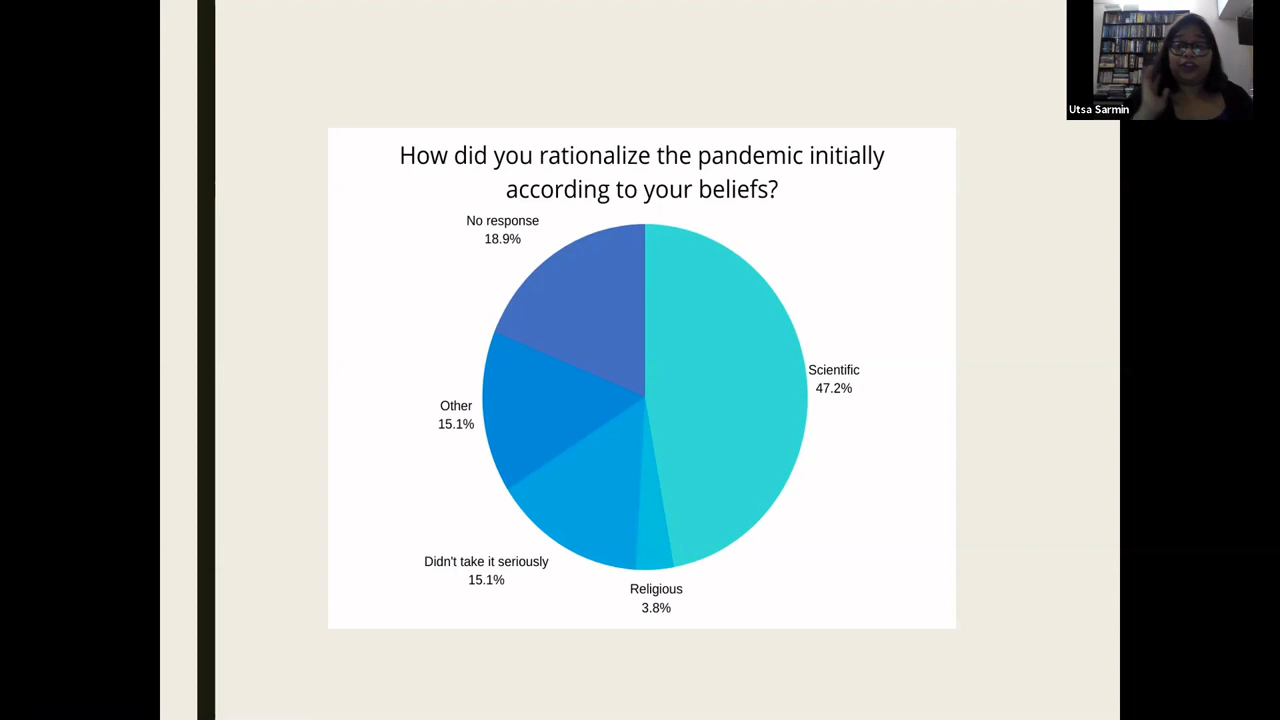 Utsa Sarmin
How did you rationalize the pandemic initially
according to your beliefs?
No response
18.9%
Scientific
47.2%
Other
15.1%
Didn't take it seriously
15.1%
Religious
3.8%